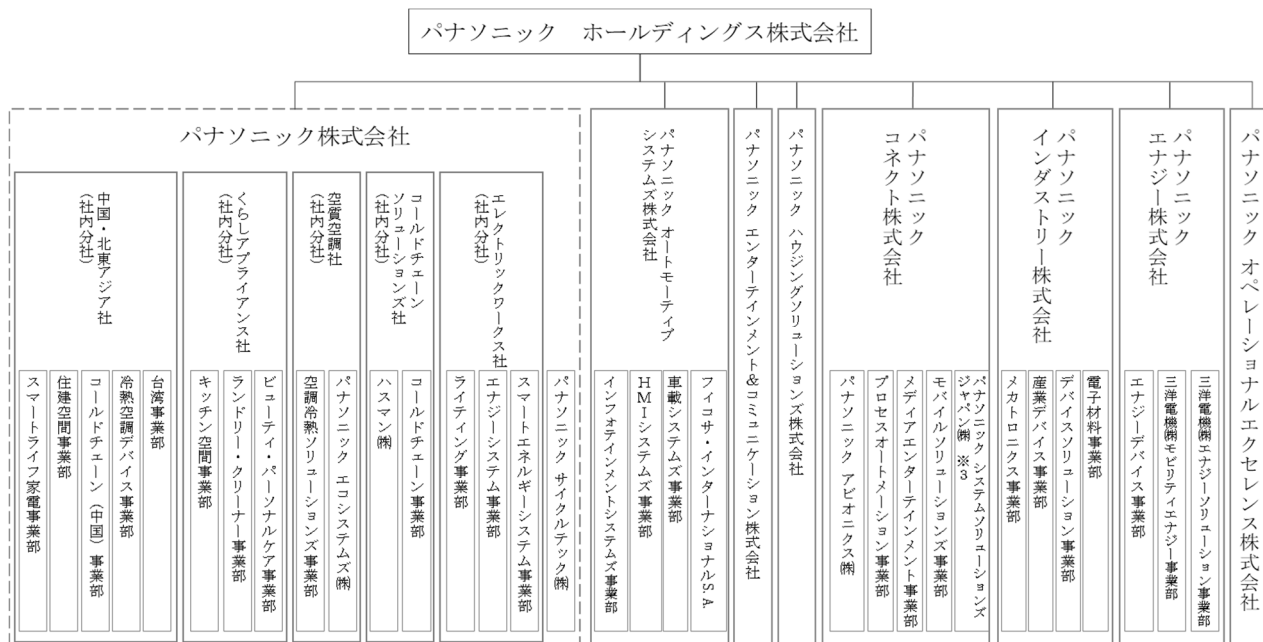 パナソニック　ホールディングス株式会社
パナソニック株式会社
中国・北東アジア社
（社内分社）
スマートライフ家電事業部
住建空間事業部
コールドチェーン（中国）事業部
冷熱空調デバイス事業部
台湾事業部
くらしアプライアンス社
（社内分社）
キッチン空間事業部
ランドリー・クリーナー事業部
ビューティ・パーソナルケア事業部
空質空調社
（社内分社）
空調冷熱ソリューションズ事業部
パナソニック エコシステムズ㈱
コールドチェーン
ソリューションズ社
（社内分社）
ハスマン㈱
コールドチェーン事業部
エレクトリックワークス社
（社内分社）
ライティング事業部
エナジーシステム事業部
スマートエネルギーシステム事業部
パナソニック サイクルテック㈱
パナソニック オートモーティブ
システムズ株式会社
インフォテインメントシステムズ事業部
HMIシステムズ事業部
車載システムズ事業部
フィコサ・インターナショナルS.A.
パナソニック エンターテインメント&コミュニケーション株式会社
パナソニック ハウジングソリューションズ株式会社
パナソニック
コネクト株式会社
パナソニック アビオニクス㈱
プロセスオートメーション事業部
メディアエンターテインメント事業部
モバイルソリューションズ事業部
パナソニック システムソリューションズ
ジャパン㈱ ※3
パナソニック
インダストリー株式会社
メカトロニクス事業部
産業デバイス事業部
デバイスソリューション事業部
電子材料事業部
パナソニック
エナジー株式会社
エナジーデバイス事業部
三洋電機㈱モビリティエナジー事業部
三洋電機㈱エナジーソリューション事業部
パナソニック オペレーショナルエクセレンス株式会社